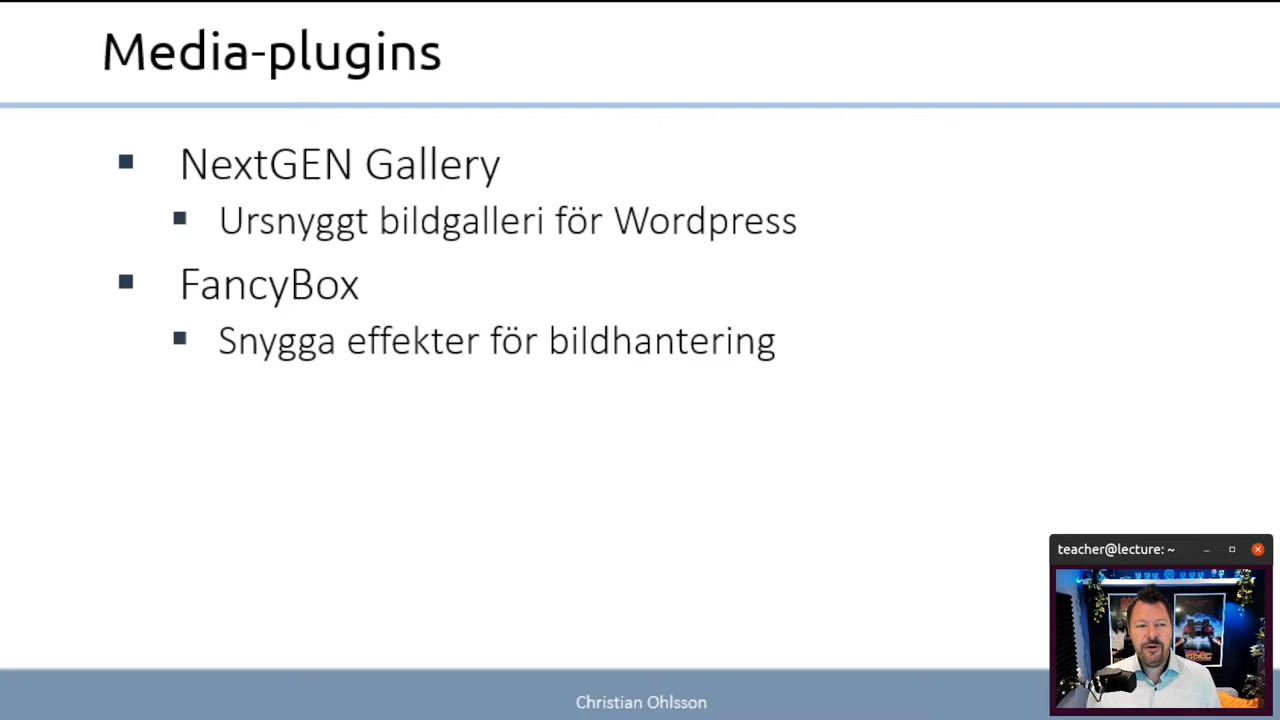 Media-plugins
NextGEN Gallery
Ursnyggt bildgalleri för Wordpress
FancyBox
Snygga effekter för bildhantering
teacher@lecture: ~
Christian Ohlsson